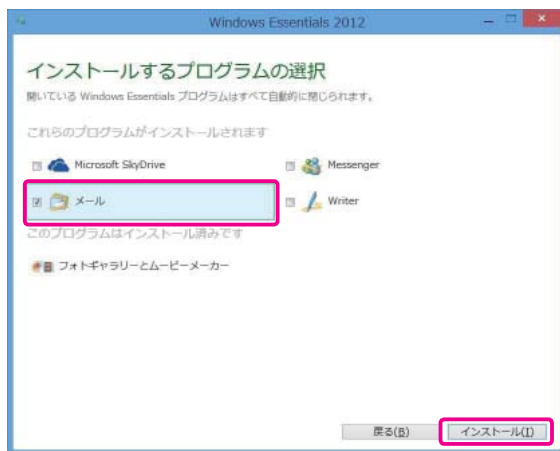 Windows Essentials 2012
インストールするプログラムの選択
開いている Windows Essentials プログラムはすべて自動的に閉じられます。
これらのプログラムがインストールされます
Microsoft SkyDrive
Messenger
メール
Writer
このプログラムはインストール済みです
フォトギャラリーとムービーメーカー
戻る(B)
インストール(I)